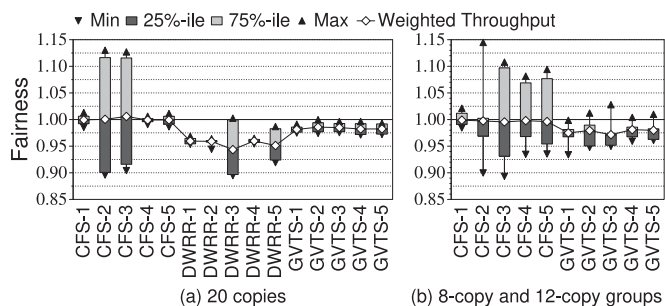 Min 25%-ile 75%-ile Max Weighted Throughput
Fairness
1.15
1.10
1.05
1.00
0.95
0.90
0.85
CFS-1
CFS-2
CFS-3
CFS-4
CFS-5
DWRR-1
DWRR-2
DWRR-3
DWRR-4
DWRR-5
GVTS-1
GVTS-2
GVTS-3
GVTS-4
GVTS-5
(a) 20 copies
1.15
1.10
1.05
1.00
0.95
0.90
0.85
CFS-1
CFS-2
CFS-3
CFS-4
CFS-5
GVTS-1
GVTS-2
GVTS-3
GVTS-4
GVTS-5
(b) 8-copy and 12-copy groups